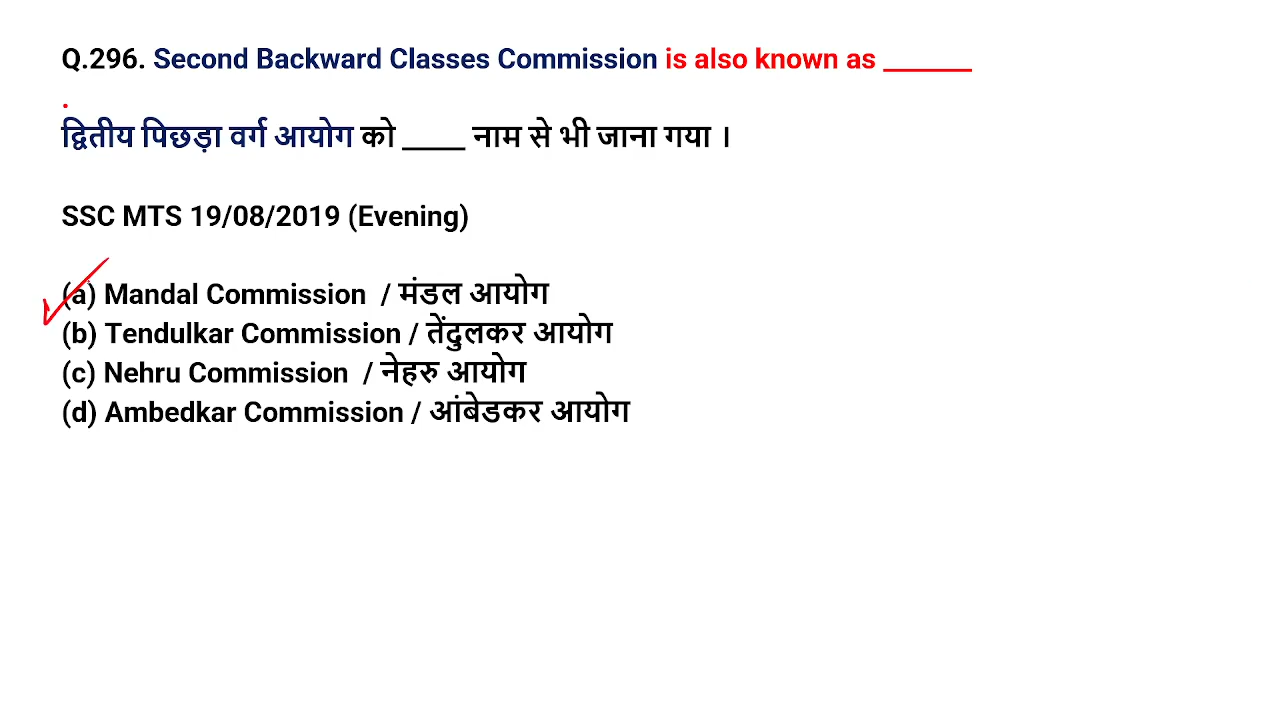 Q.296. Second Backward Classes Commission is also known as ______
.
द्वितीय पिछड़ा वर्ग आयोग को ____ नाम से भी जाना गया ।
SSC MTS 19/08/2019 (Evening)
(a) Mandal Commission / मंडल आयोग
(b) Tendulkar Commission / तेंदुलकर आयोग
(c) Nehru Commission / नेहरु आयोग
(d) Ambedkar Commission / आंबेडकर आयोग